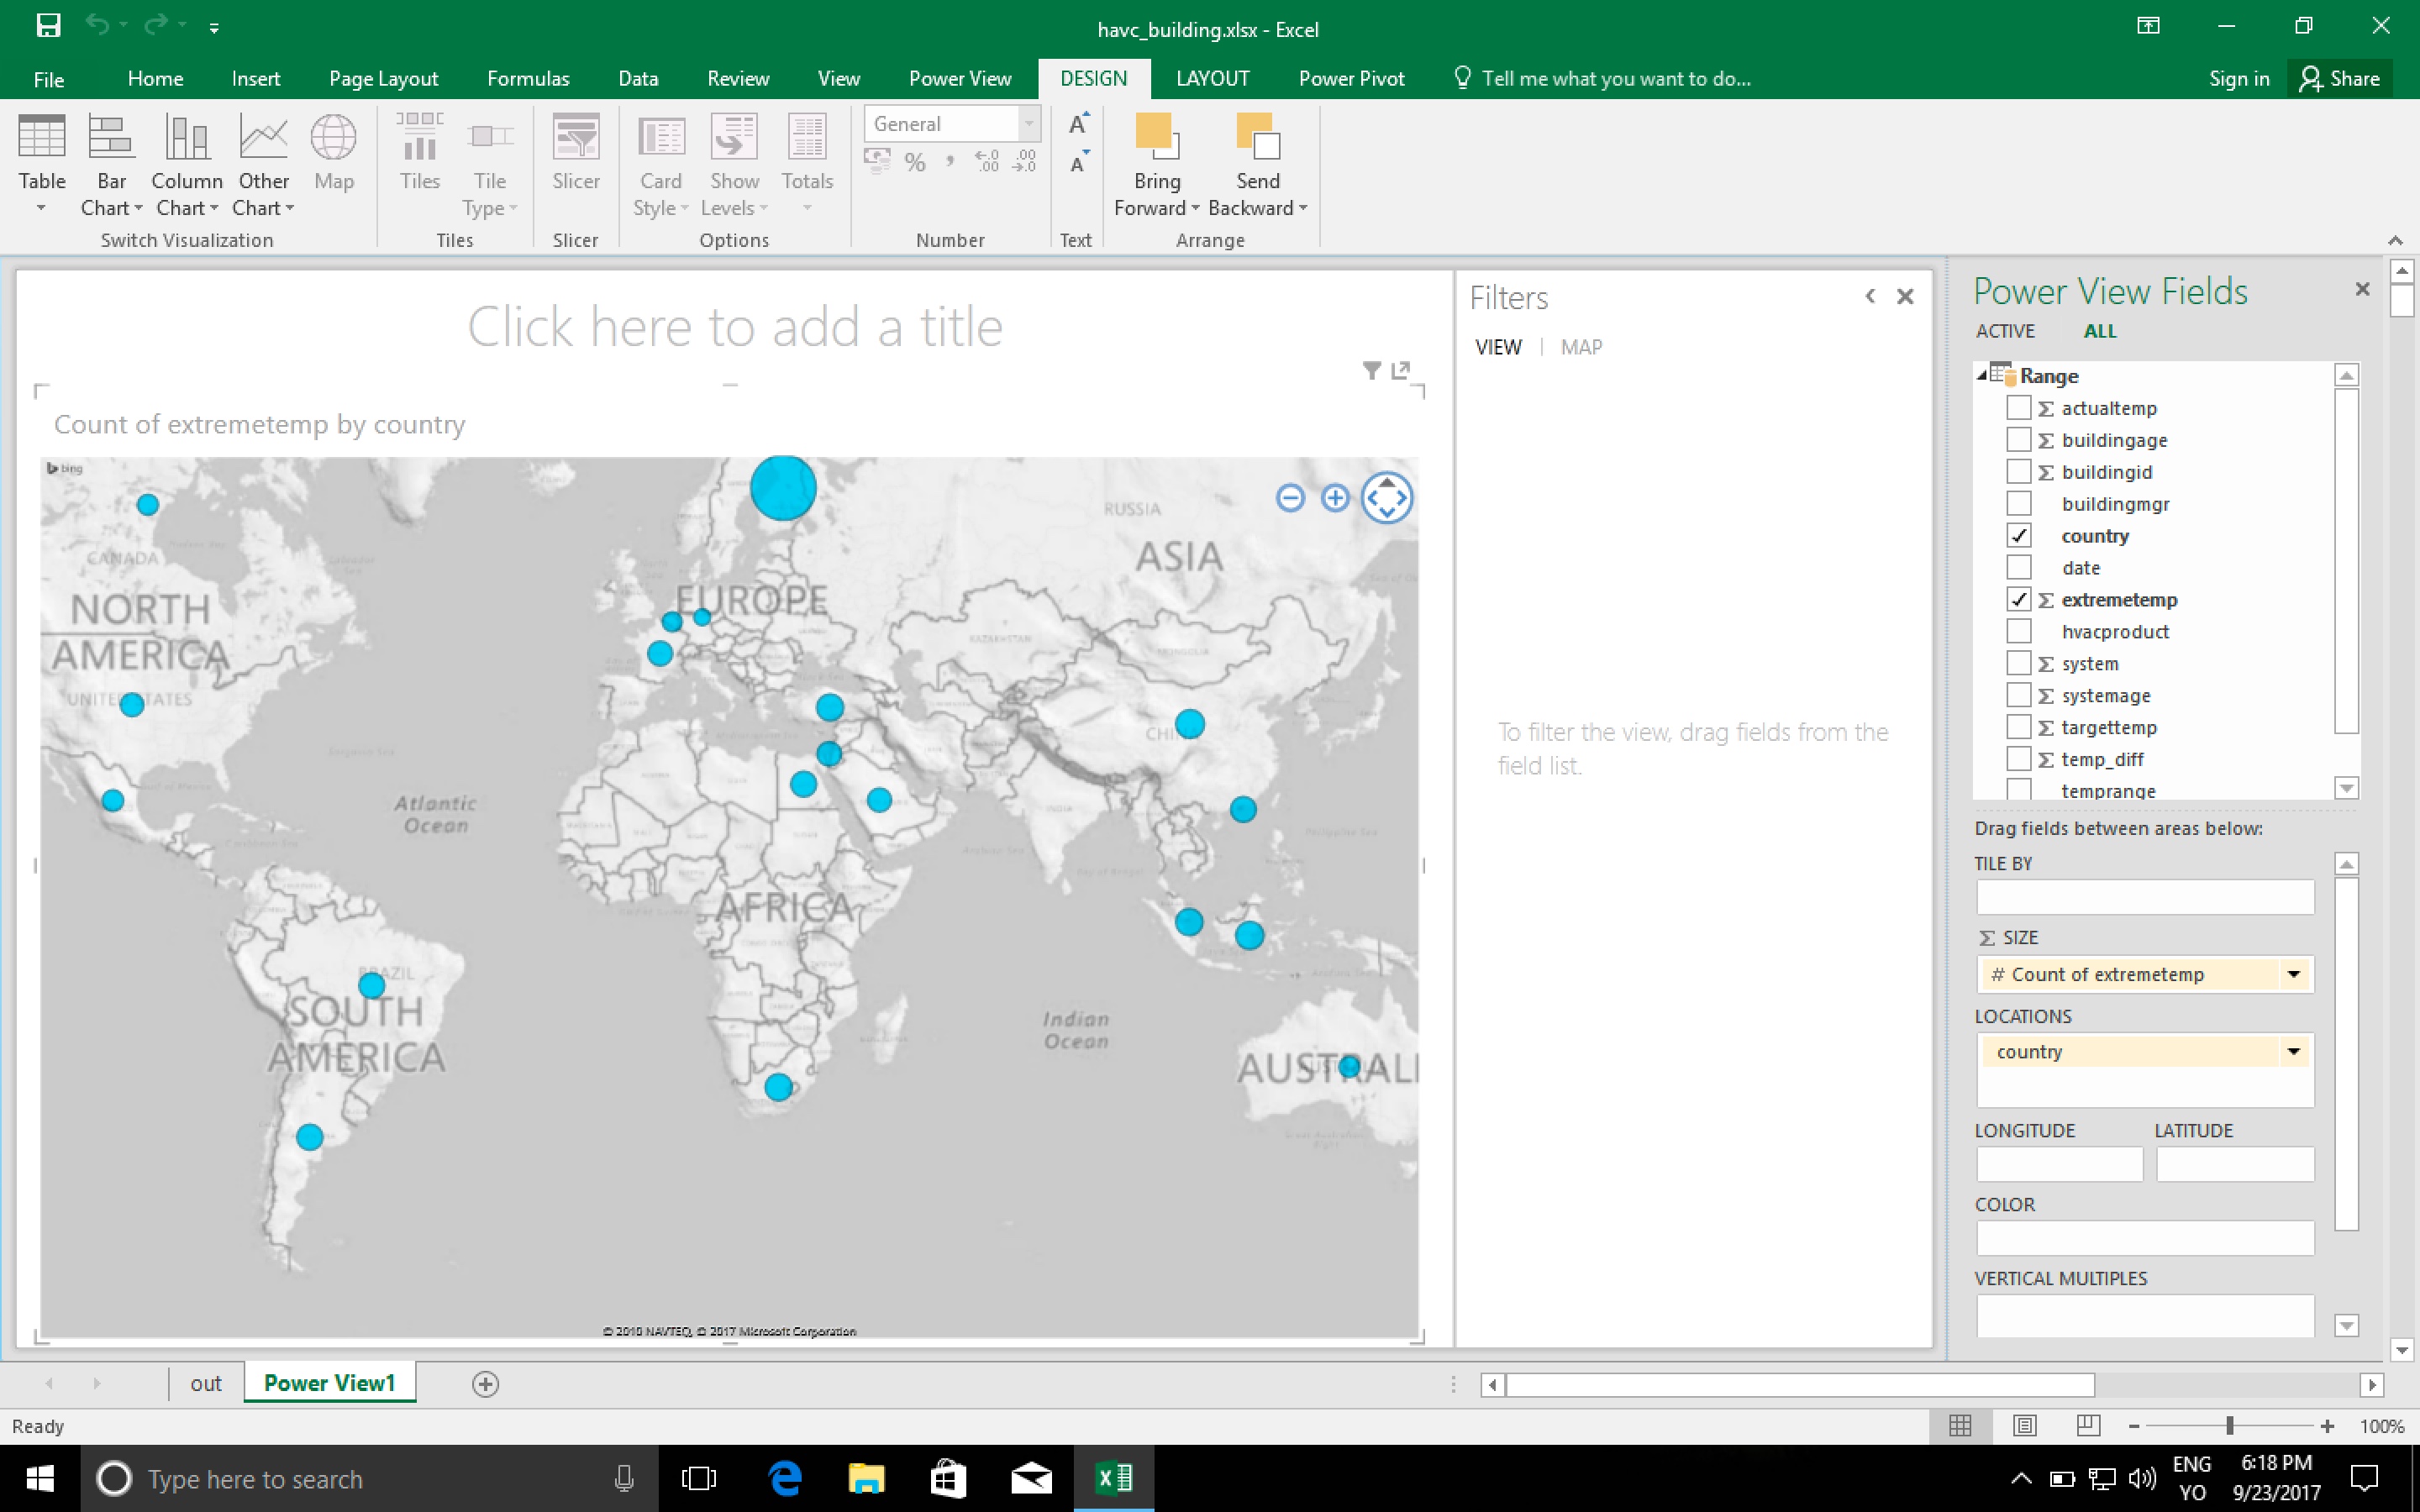 havc_building.xlsx - Excel
File Home Insert Page Layout Formulas Data Review View Power View DESIGN LAYOUT Power Pivot Tell me what you want to do... Sign in Share
Table
Bar Chart
Column Chart
Other Chart
Map
Switch Visualization
Tiles
Tile Type
Tiles
Slicer
Slicer
Card Style
Show Levels
Totals
Options
General
%
Number
Text
Bring Forward
Send Backward
Arrange
Click here to add a title
Count of extremetemp by country
bing
CANADA
NORTH AMERICA
UNITED STATES
Atlantic Ocean
BRAZIL
SOUTH AMERICA
EUROPE
AFRICA
RUSSIA
ASIA
KAZAKHSTAN
MONGOLIA
INDIA
Indian Ocean
© 2010 NAVTEQ, © 2017 Microsoft Corporation
Filters
VIEW | MAP
To filter the view, drag fields from the
field list.
Power View Fields
ACTIVE ALL
Range
Σ actualtemp
Σ buildingage
Σ buildingid
buildingmgr
country
date
Σ extremetemp
hvacproduct
Σ system
Σ systemage
Σ targettemp
Σ temp_diff
temprange
Drag fields between areas below:
TILE BY
Σ SIZE
# Count of extremetemp
LOCATIONS
country
LONGITUDE LATITUDE
COLOR
VERTICAL MULTIPLES
out Power View1
Ready
100%
Type here to search
ENG
YO
6:18 PM
9/23/2017